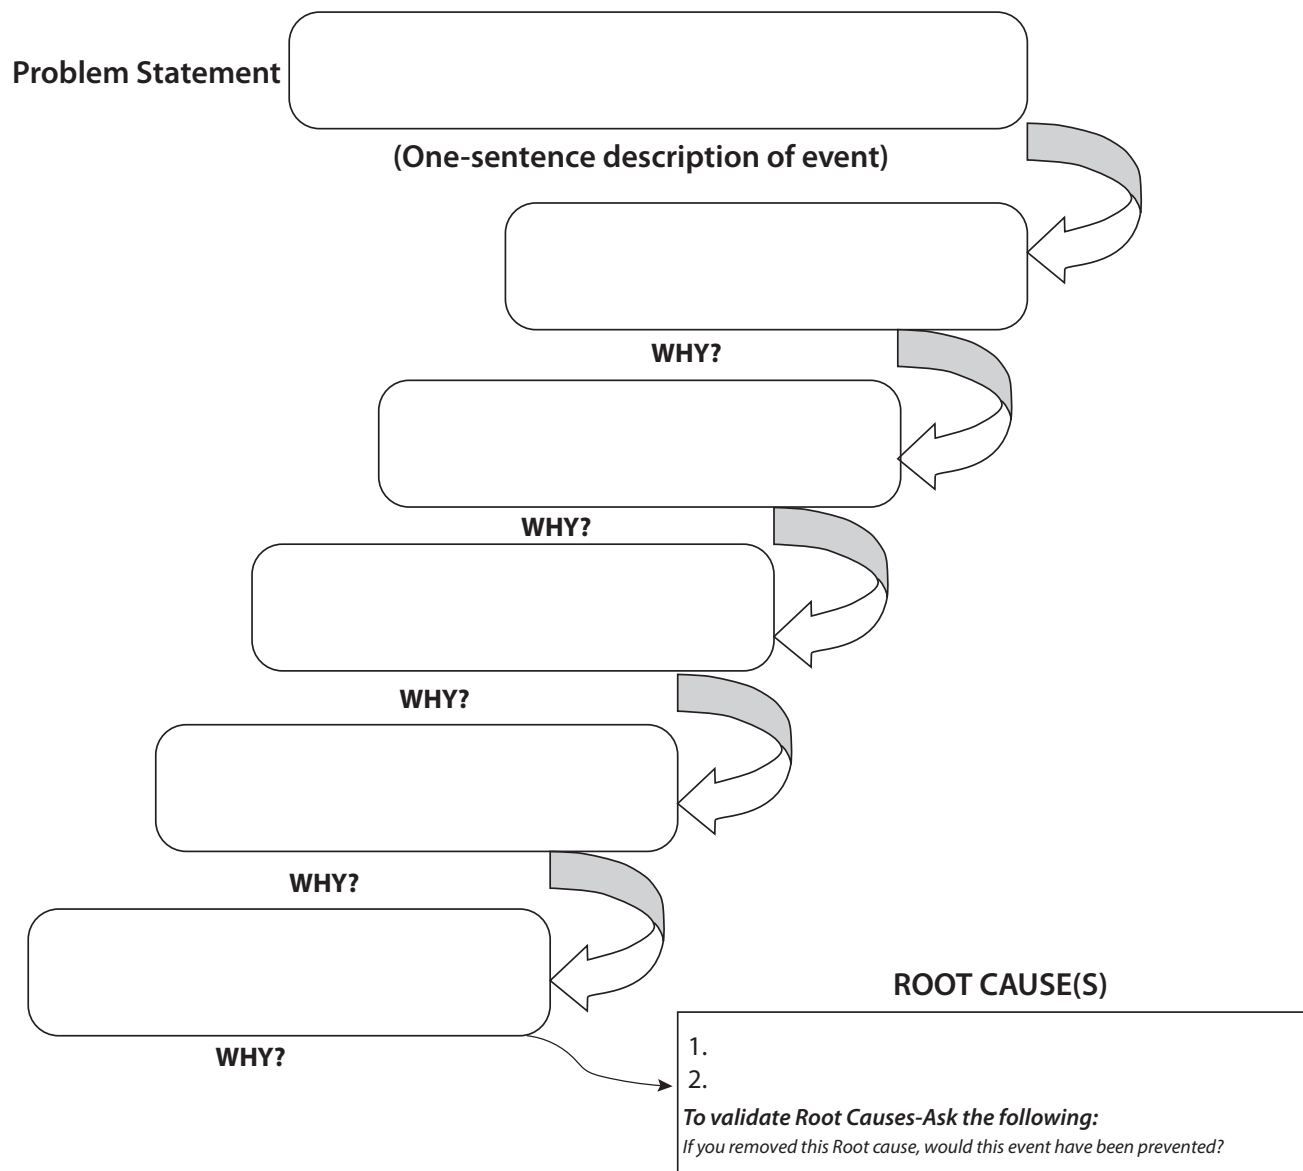 Problem Statement
(One-sentence description of event)
WHY?
WHY?
WHY?
WHY?
WHY?
ROOT CAUSE(S)
1.
2.
To validate Root Causes-Ask the following:
If you removed this Root cause, would this event have been prevented?